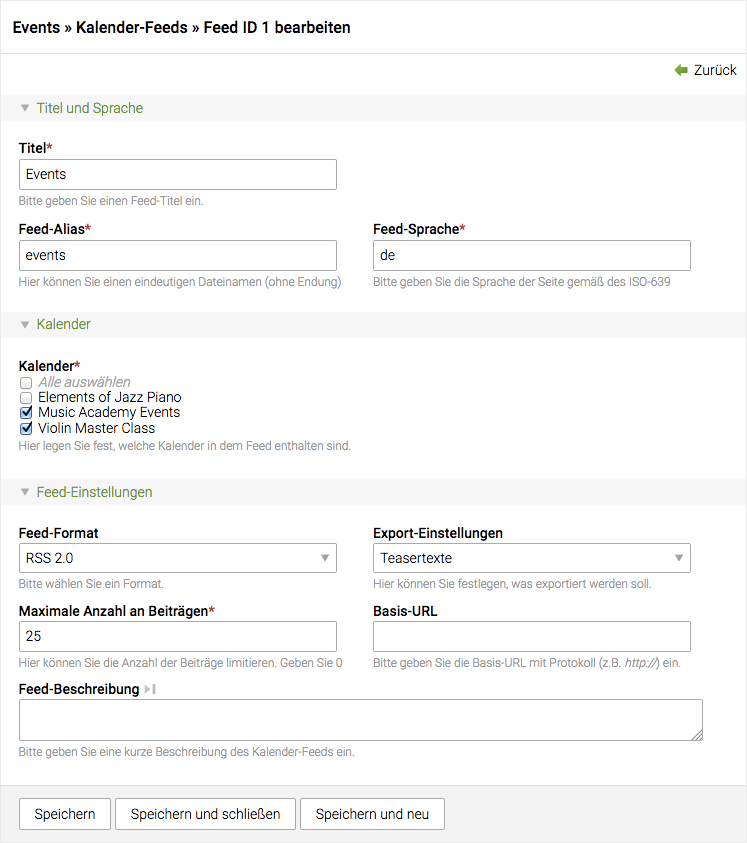 Events » Kalender-Feeds » Feed ID 1 bearbeiten
Zurück
Titel und Sprache
Titel*
Events
Bitte geben Sie einen Feed-Titel ein.
Feed-Alias* Feed-Sprache*
events de
Hier können Sie einen eindeutigen Dateinamen (ohne Endung) Bitte geben Sie die Sprache der Seite gemäß des ISO-639
Kalender
Kalender*
Alle auswählen
Elements of Jazz Piano
Music Academy Events
Violin Master Class
Hier legen Sie fest, welche Kalender in dem Feed enthalten sind.
Feed-Einstellungen
Feed-Format Export-Einstellungen
RSS 2.0 Teasertexte
Bitte wählen Sie ein Format. Hier können Sie festlegen, was exportiert werden soll.
Maximale Anzahl an Beiträgen* Basis-URL
25
Hier können Sie die Anzahl der Beiträge limitieren. Geben Sie 0 Bitte geben Sie die Basis-URL mit Protokoll (z.B. http://) ein.
Feed-Beschreibung
Bitte geben Sie eine kurze Beschreibung des Kalender-Feeds ein.
Speichern Speichern und schließen Speichern und neu